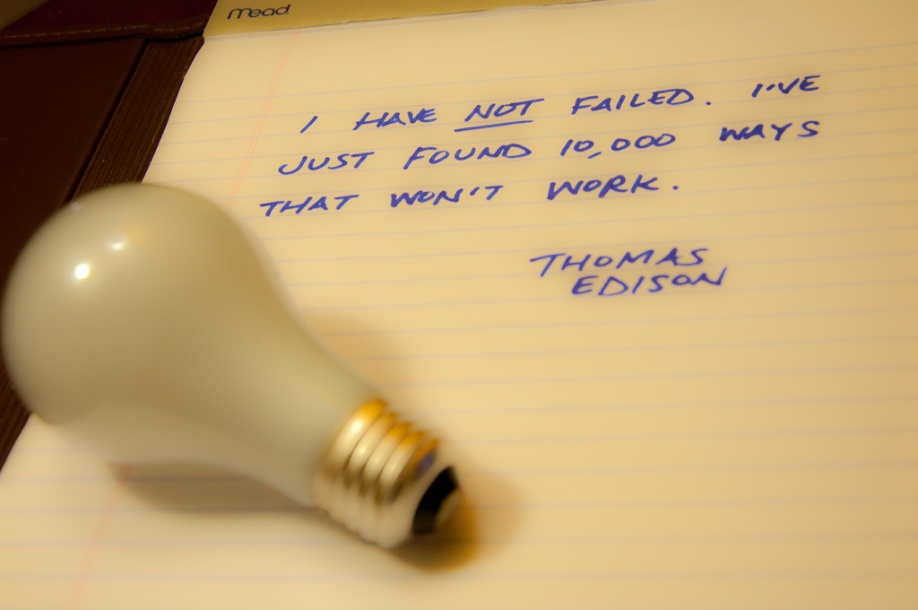 Mead
I HAVE NOT FAILED. I'VE
JUST FOUND 10,000 WAYS
THAT WON'T WORK.
THOMAS
EDISON